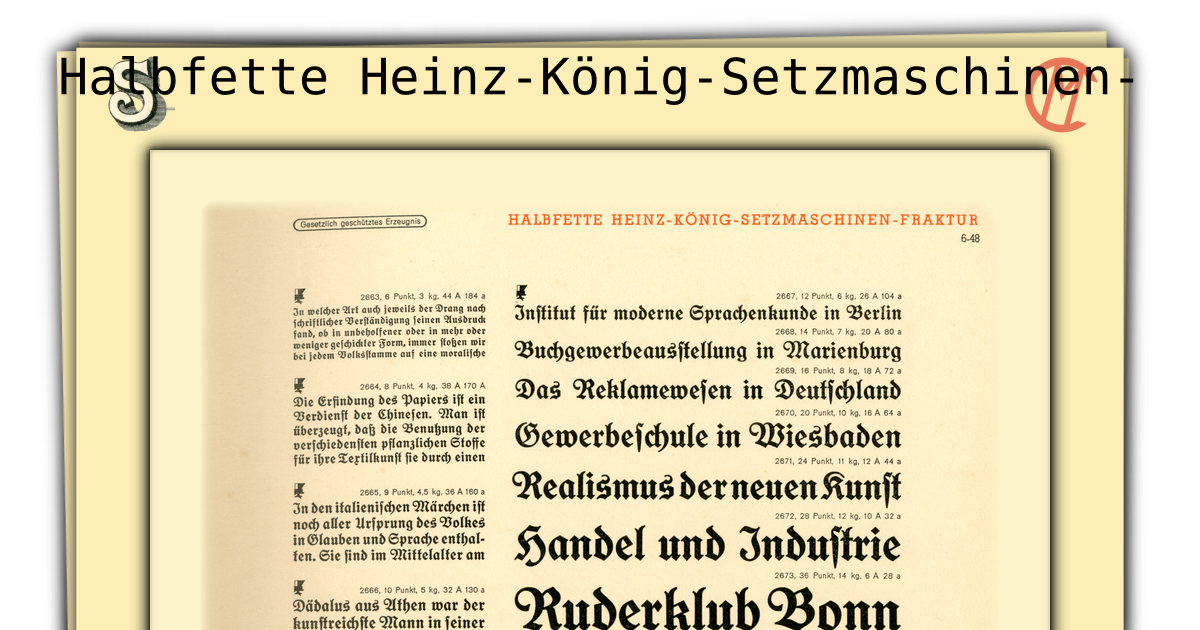 Halbfette Heinz-König-Setzmaschinen-
Gesetzlich geschütztes Erzeugnis
HALBFETTE HEINZ-KÖNIG-SETZMASCHINEN-FRAKTUR
6-48
2663, 6 Punkt, 3 kg, 44 A 184 a
In welcher Art auch jeweils der Drang nach
ſchriftlicher Verſtändigung ſeinen Ausdruck
fand, ob in unbeholfener oder in mehr oder
weniger geſchickter Form, immer ſtoßen wir
bei jedem Volksſtamme auf eine moraliſche
2664, 8 Punkt, 4 kg, 38 A 170 A
Die Erfindung des Papiers iſt ein
Verdienſt der Chineſen. Man iſt
überzeugt, daß die Benutzung der
verſchiedenſten pflanzlichen Stoffe
für ihre Textilkunſt ſie durch einen
2665, 9 Punkt, 4,5 kg, 36 A 160 a
In den italieniſchen Märchen iſt
noch aller Urſprung des Volkes
in Glauben und Sprache enthal-
ten. Sie ſind im Mittelalter am
2666, 10 Punkt, 5 kg, 32 A 130 a
Dädalus aus Athen war der
kunſtreichſte Mann in ſeiner
2667, 12 Punkt, 6 kg, 26 A 104 a
Inſtitut für moderne Sprachenkunde in Berlin
2668, 14 Punkt, 7 kg, 20 A 80 a
Buchgewerbeausſtellung in Marienburg
2669, 16 Punkt, 8 kg, 18 A 72 a
Das Reklameweſen in Deutſchland
2670, 20 Punkt, 10 kg, 16 A 64 a
Gewerbeſchule in Wiesbaden
2671, 24 Punkt, 11 kg, 12 A 44 a
Realismus der neuen Kunſt
2672, 28 Punkt, 12 kg, 10 A 32 a
Handel und Induſtrie
2673, 36 Punkt, 14 kg, 6 A 28 a
Ruderklub Bonn